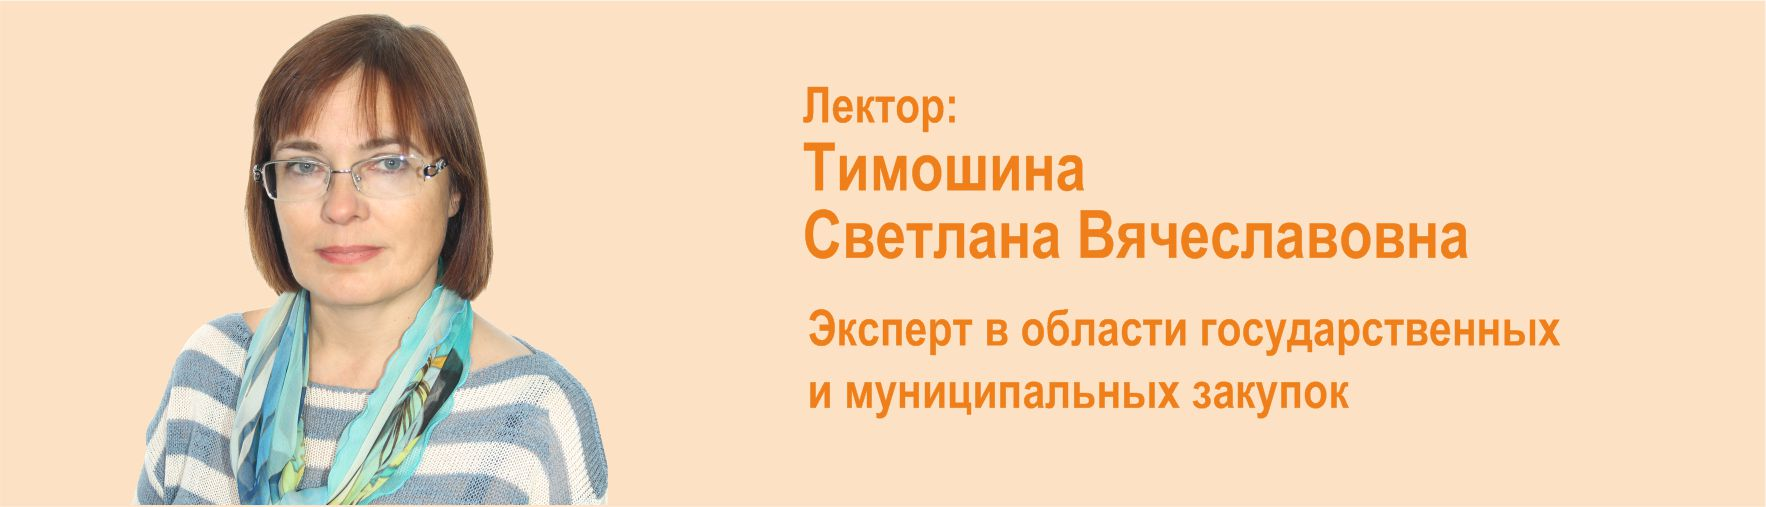 Лектор:
Тимошина
Светлана Вячеславовна
Эксперт в области государственных
и муниципальных закупок